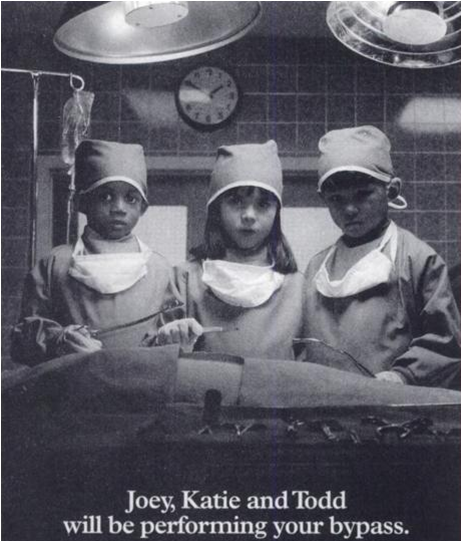 Joey, Katie and Todd
will be performing your bypass.